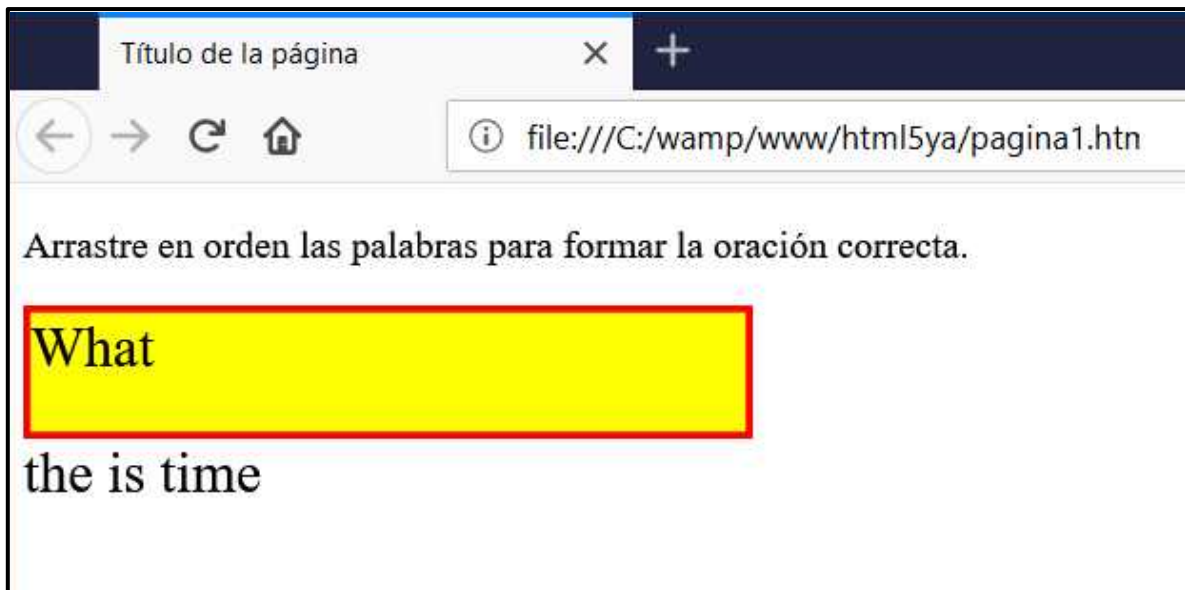 Título de la página
file:///C:/wamp/www/html5ya/pagina1.htn
Arrastre en orden las palabras para formar la oración correcta.
What
the is time